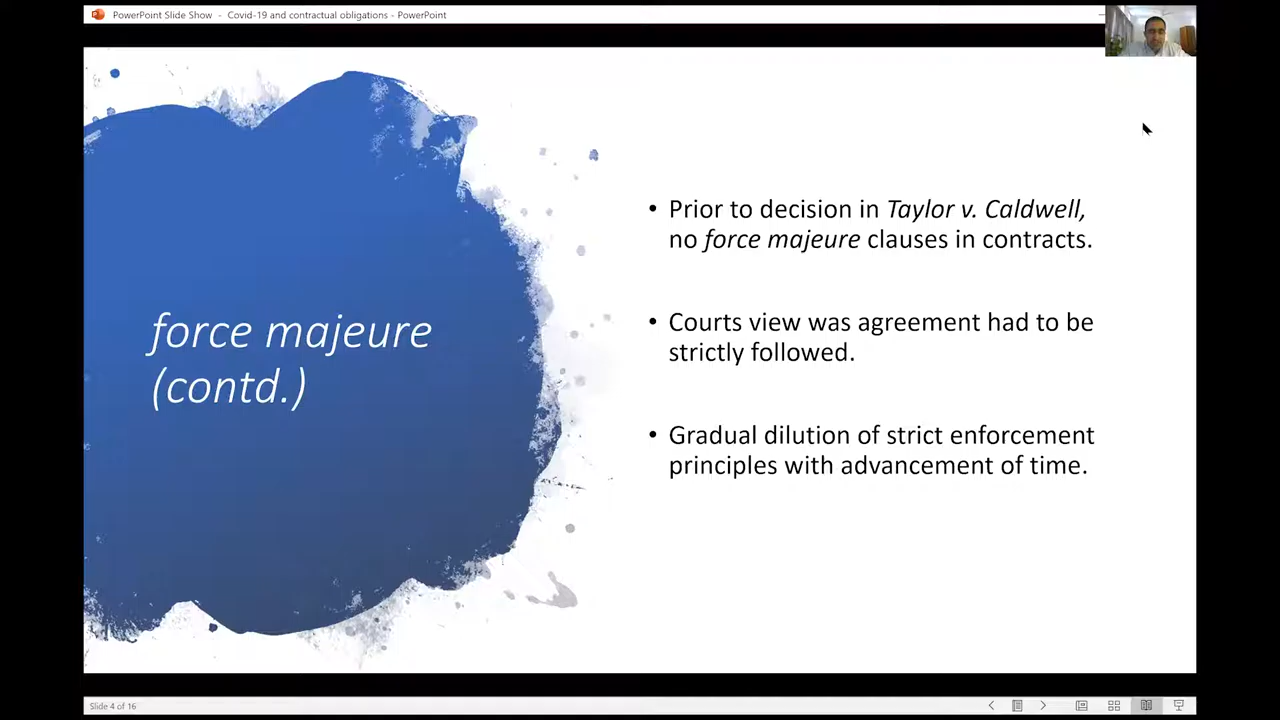 PowerPoint Slide Show - Covid-19 and contractual obligations - PowerPoint
force majeure
(contd.)
• Prior to decision in Taylor v. Caldwell,
no force majeure clauses in contracts.
• Courts view was agreement had to be
strictly followed.
• Gradual dilution of strict enforcement
principles with advancement of time.
Slide 4 of 16